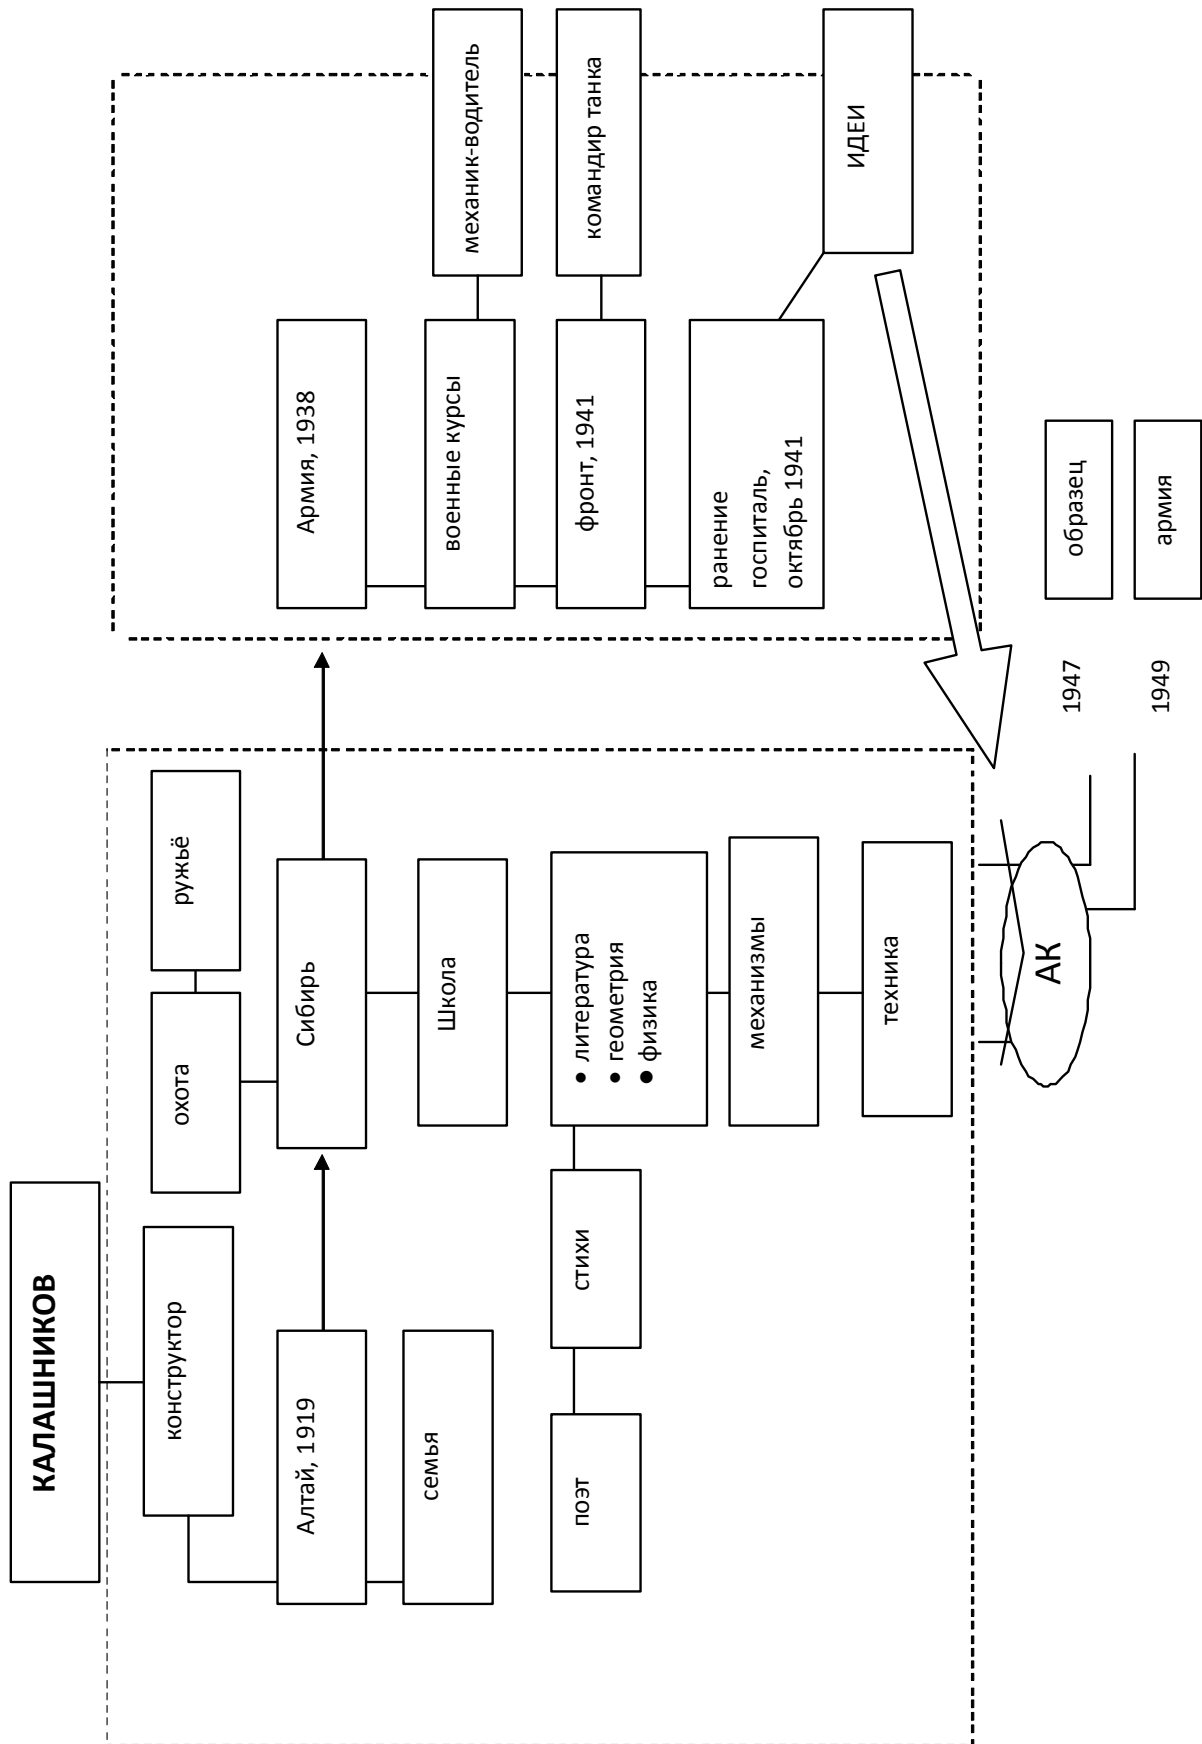 КАЛАШНИКОВ
конструктор
охота
ружьё
Алтай, 1919
Сибирь
семья
Школа
поэт
стихи
• литература
• геометрия
• физика
механизмы
техника
Армия, 1938
военные курсы
механик-водитель
фронт, 1941
командир танка
ранение
госпиталь,
октябрь 1941
ИДЕИ
АК
1947
образец
1949
армия